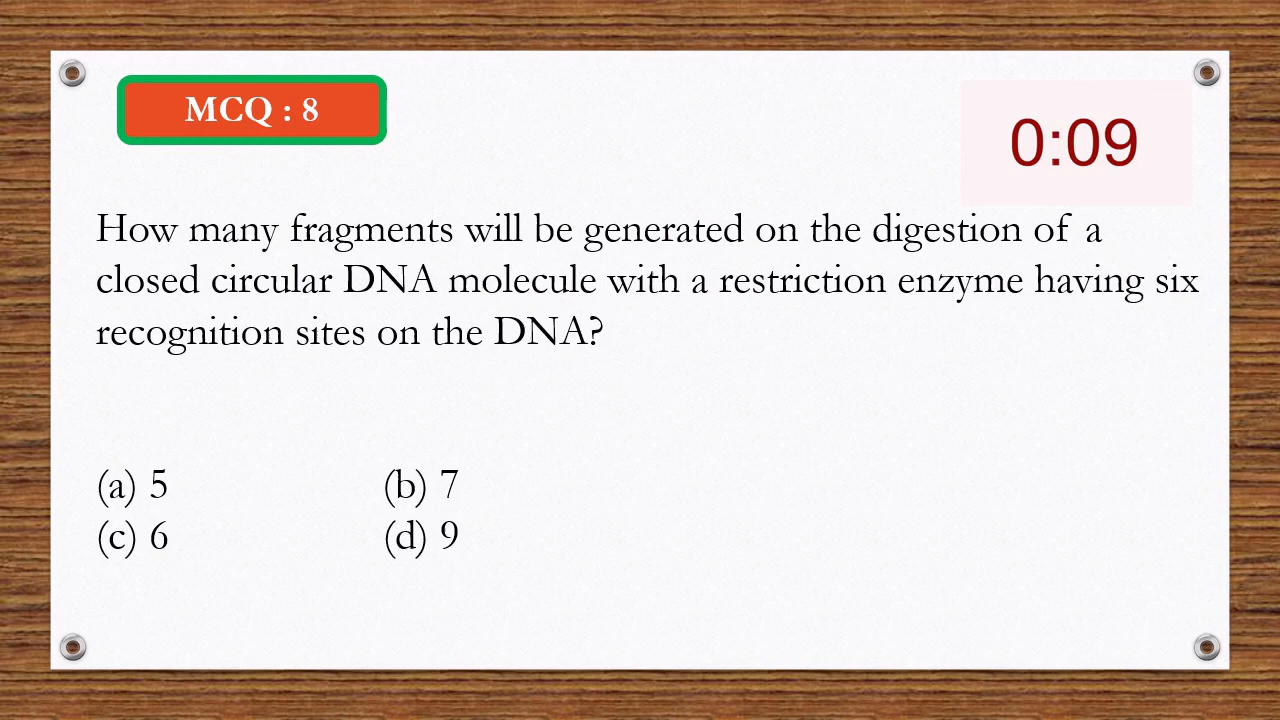 MCQ : 8
0:09
How many fragments will be generated on the digestion of a
closed circular DNA molecule with a restriction enzyme having six
recognition sites on the DNA?
(a) 5 (b) 7
(c) 6 (d) 9